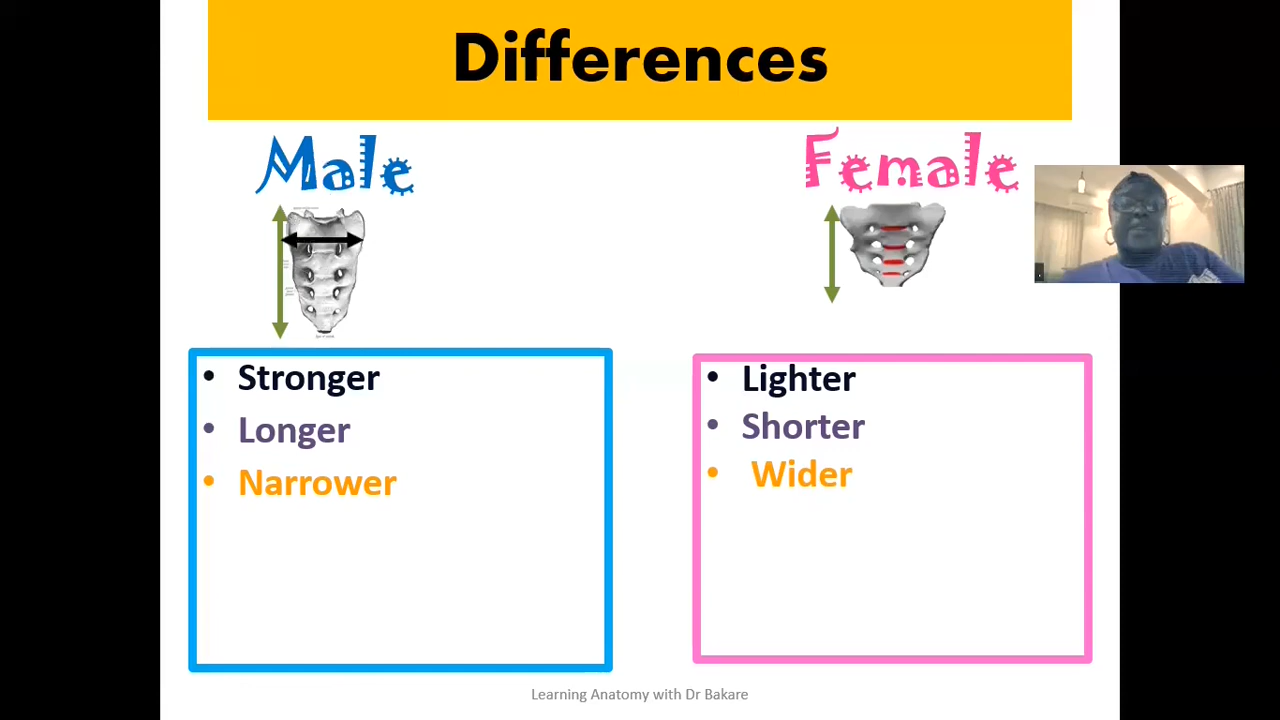 Differences
Male
Female
• Stronger
• Longer
• Narrower
• Lighter
• Shorter
• Wider
Learning Anatomy with Dr Bakare